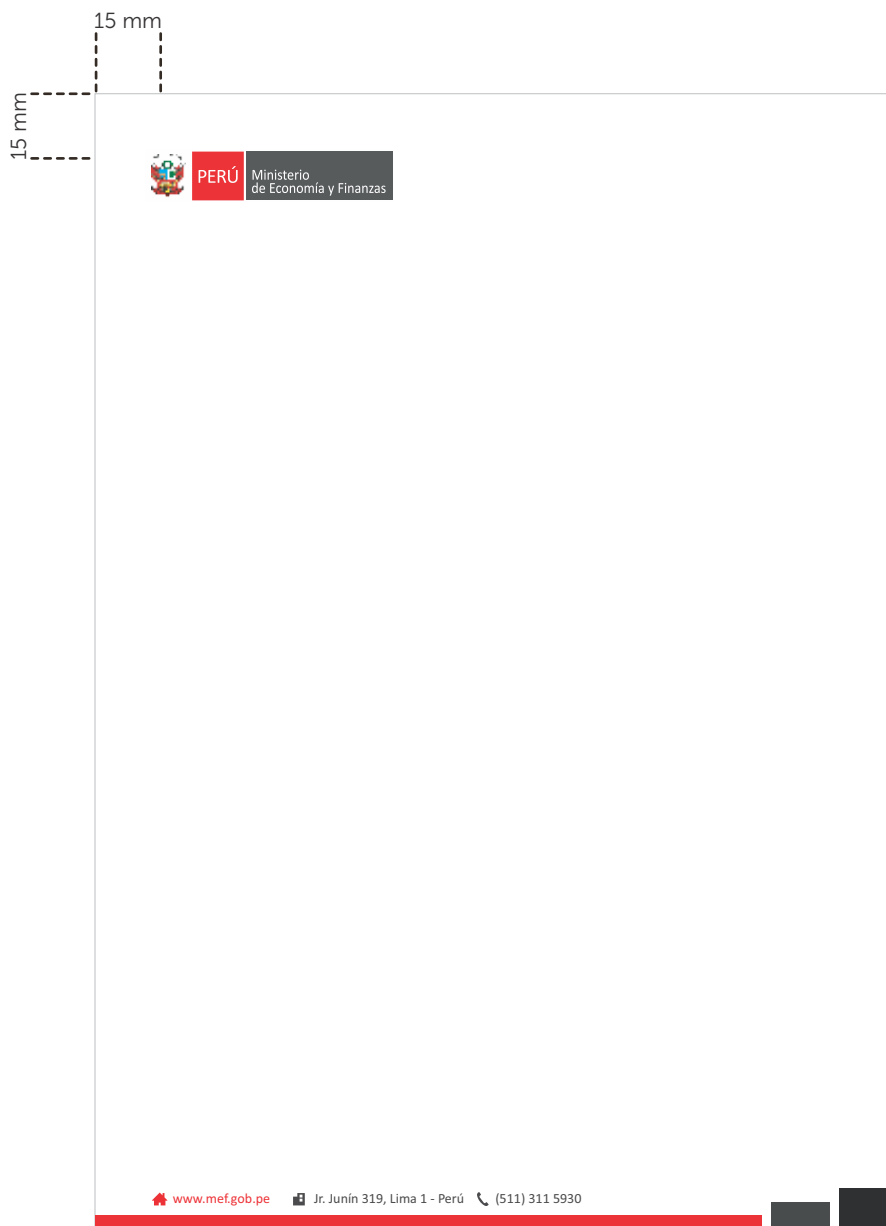 15 mm
15 mm
PERÚ
Ministerio
de Economía y Finanzas
www.mef.gob.pe Jr. Junín 319, Lima 1 - Perú (511) 311 5930